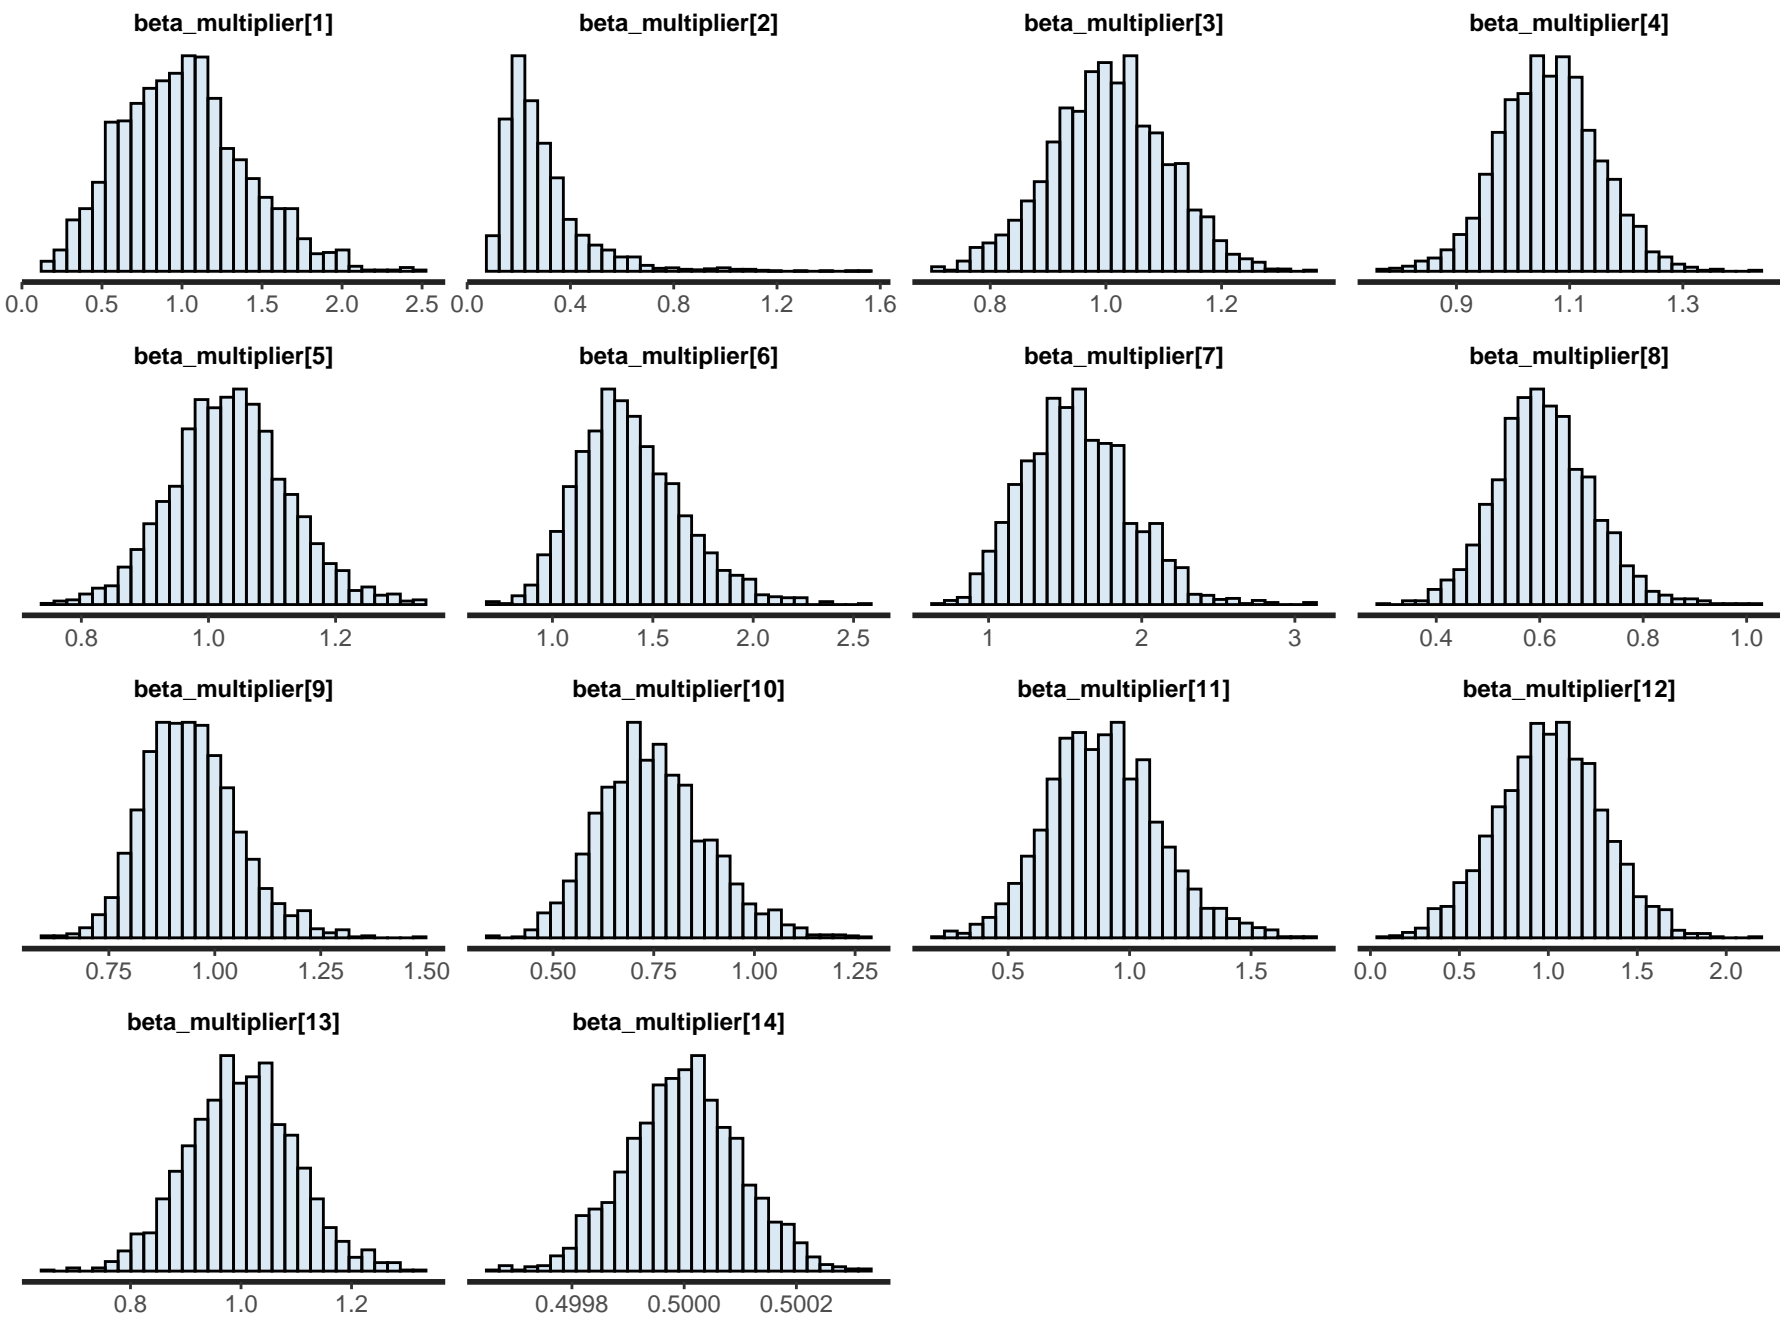 beta_multiplier[1] beta_multiplier[2] beta_multiplier[3] beta_multiplier[4]
0.0 0.5 1.0 1.5 2.0 2.5 0.0 0.4 0.8 1.2 1.6 0.8 1.0 1.2 0.9 1.1 1.3
beta_multiplier[5] beta_multiplier[6] beta_multiplier[7] beta_multiplier[8]
0.8 1.0 1.2 1.0 1.5 2.0 2.5 1 2 3 0.4 0.6 0.8 1.0
beta_multiplier[9] beta_multiplier[10] beta_multiplier[11] beta_multiplier[12]
0.75 1.00 1.25 1.50 0.50 0.75 1.00 1.25 0.5 1.0 1.5 0.0 0.5 1.0 1.5 2.0
beta_multiplier[13] beta_multiplier[14]
0.8 1.0 1.2 0.4998 0.5000 0.5002